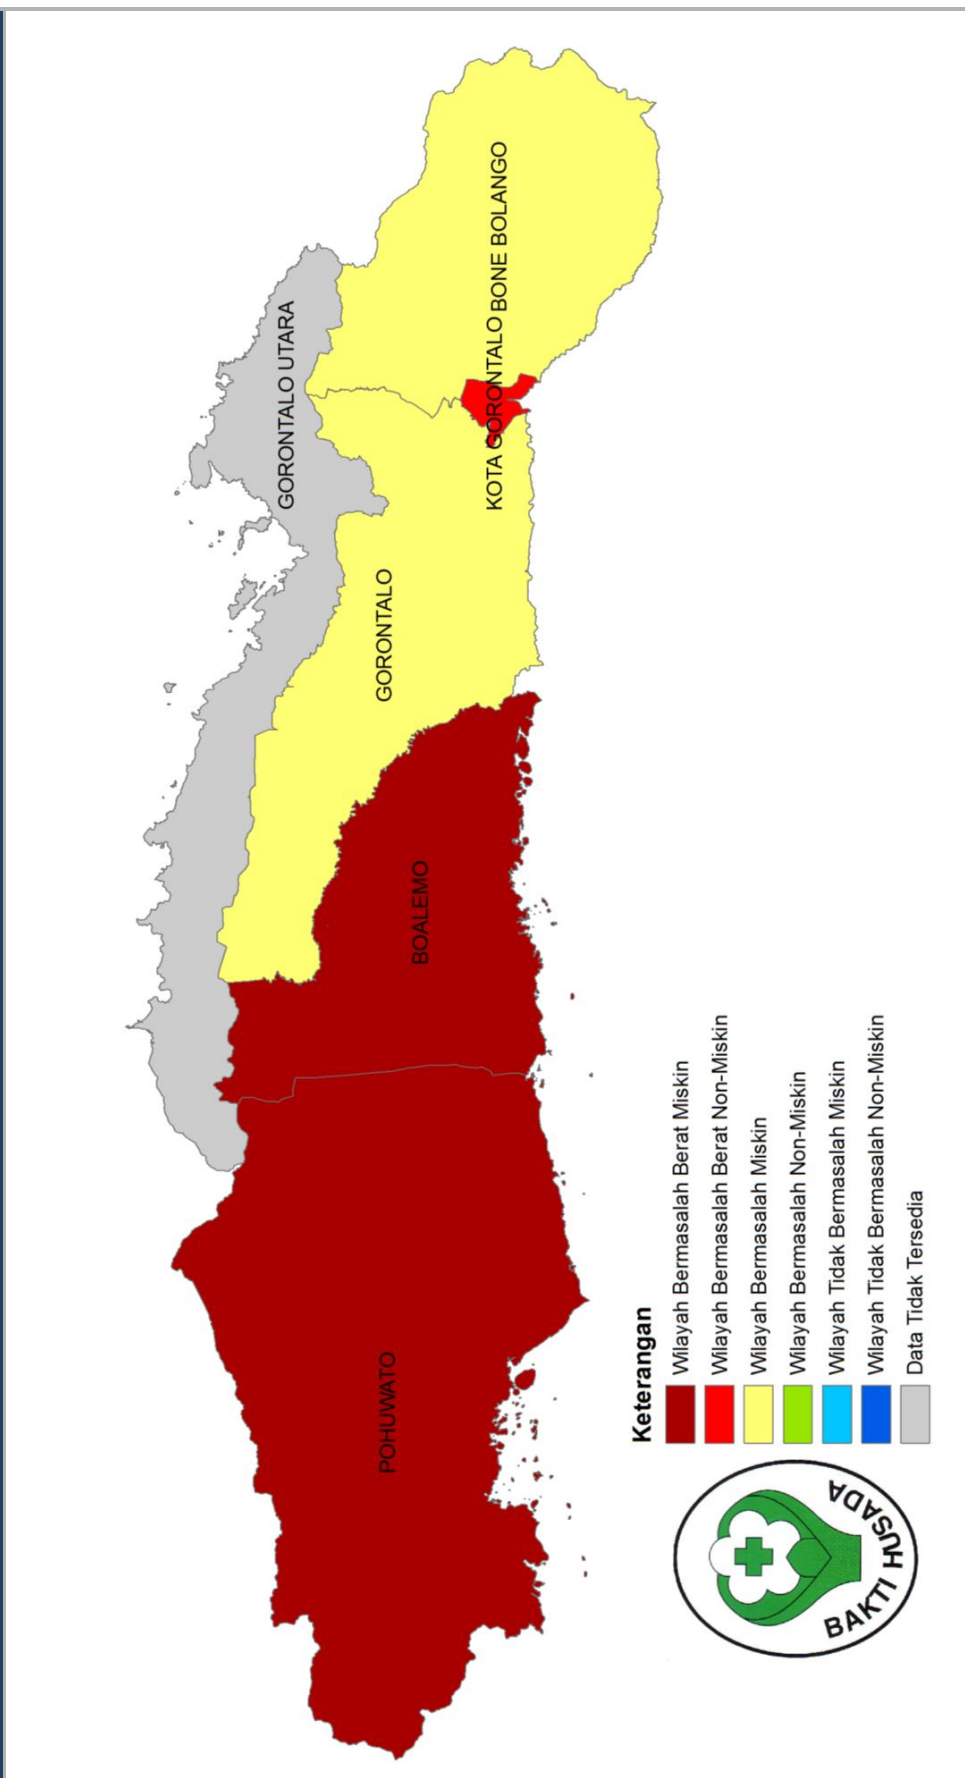 GORONTALO UTARA
BONE BOLANGO
KOTA GORONTALO
GORONTALO
BOALEMO
POHUWATO
Keterangan
Wilayah Bermasalah Berat Miskin
Wilayah Bermasalah Berat Non-Miskin
Wilayah Bermasalah Miskin
Wilayah Bermasalah Non-Miskin
Wilayah Tidak Bermasalah Miskin
Wilayah Tidak Bermasalah Non-Miskin
Data Tidak Tersedia
BAKTI HUSADA